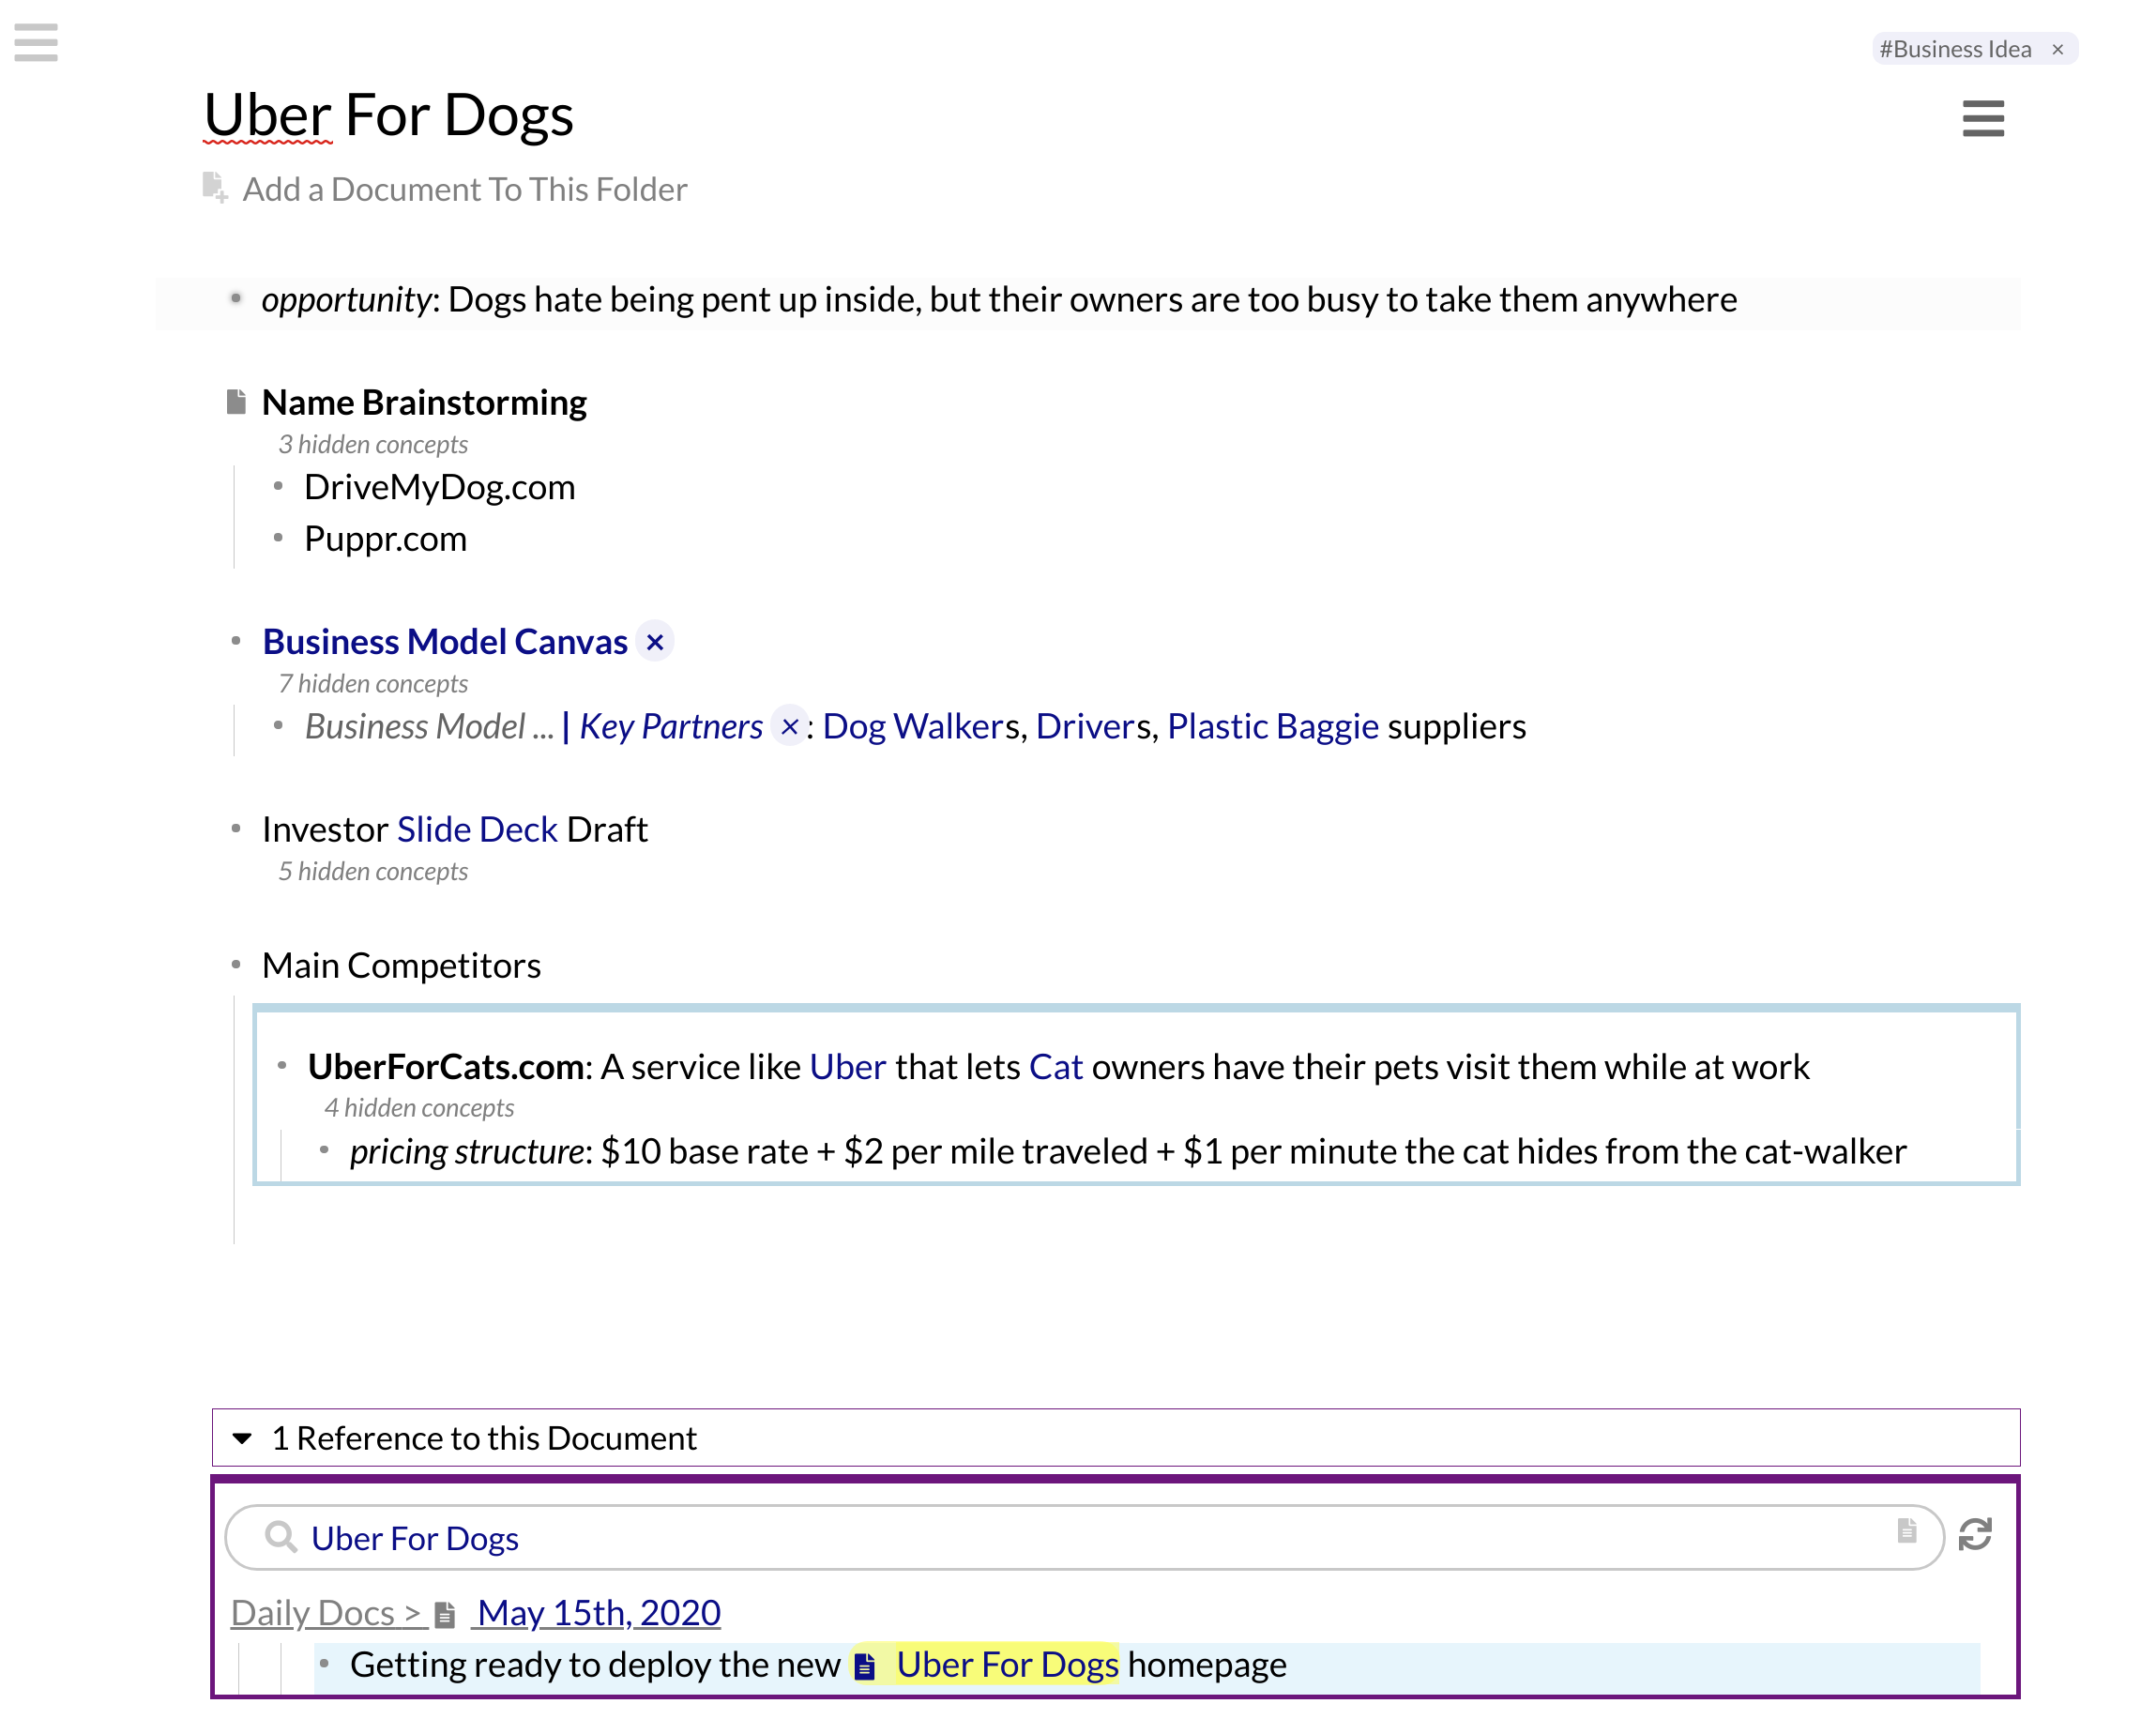 #Business Idea ×
Uber For Dogs
Add a Document To This Folder
opportunity: Dogs hate being pent up inside, but their owners are too busy to take them anywhere
Name Brainstorming
3 hidden concepts
DriveMyDog.com
Puppr.com
Business Model Canvas ×
7 hidden concepts
Business Model ... | Key Partners ×: Dog Walkers, Drivers, Plastic Baggie suppliers
Investor Slide Deck Draft
5 hidden concepts
Main Competitors
UberForCats.com: A service like Uber that lets Cat owners have their pets visit them while at work
4 hidden concepts
pricing structure: $10 base rate + $2 per mile traveled + $1 per minute the cat hides from the cat-walker
1 Reference to this Document
Uber For Dogs
Daily Docs > May 15th, 2020
Getting ready to deploy the new Uber For Dogs homepage